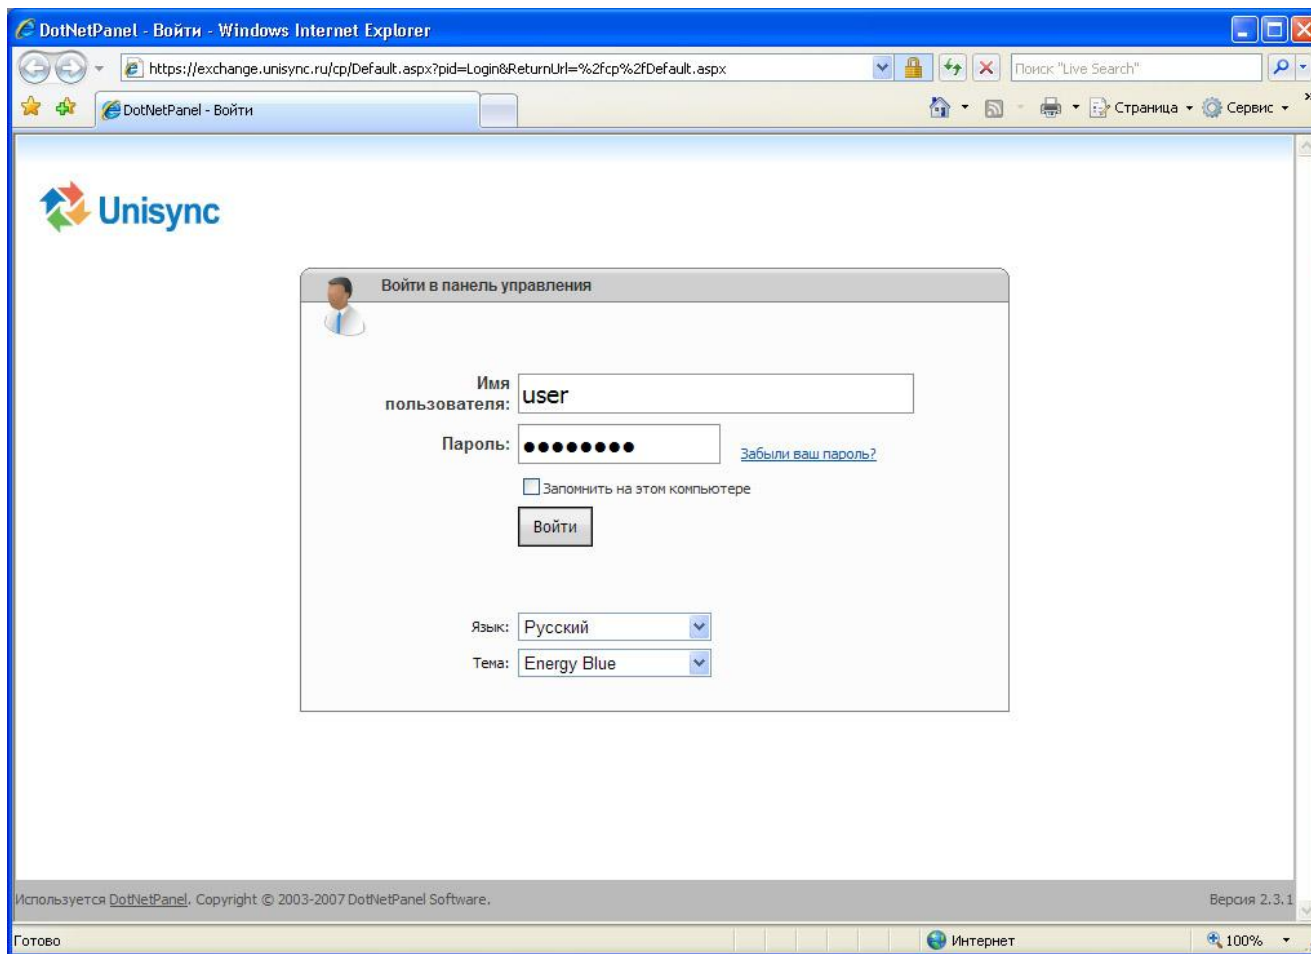 DotNetPanel - Войти - Windows Internet Explorer
https://exchange.unisync.ru/cp/Default.aspx?pid=Login&ReturnUrl=%2fcp%2fDefault.aspx
Поиск "Live Search"
DotNetPanel - Войти
Страница
Сервис
»
Unisync
Войти в панель управления
Имя
пользователя:
user
Пароль:
●●●●●●●●
Забыли ваш пароль?
Запомнить на этом компьютере
Войти
Язык:
Русский
Тема:
Energy Blue
Используется DotNetPanel. Copyright © 2003-2007 DotNetPanel Software.
Версия 2.3.1
Готово
Интернет
100%